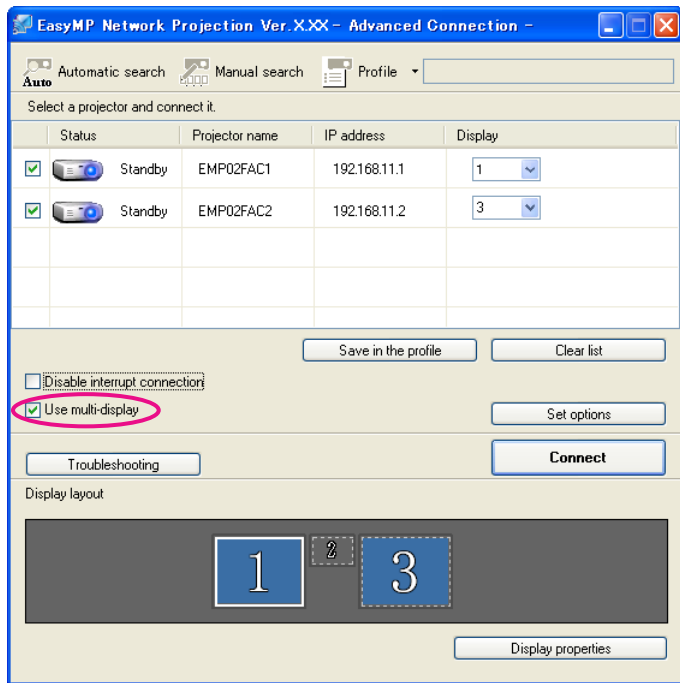 EasyMP Network Projection Ver.X.XX - Advanced Connection -
Auto Automatic search Manual search Profile
Select a projector and connect it.
Status Projector name IP address Display
Standby EMP02FAC1 192.168.11.1 1
Standby EMP02FAC2 192.168.11.2 3
Save in the profile Clear list
Disable interrupt connection
Use multi-display Set options
Troubleshooting Connect
Display layout
1 2 3
Display properties